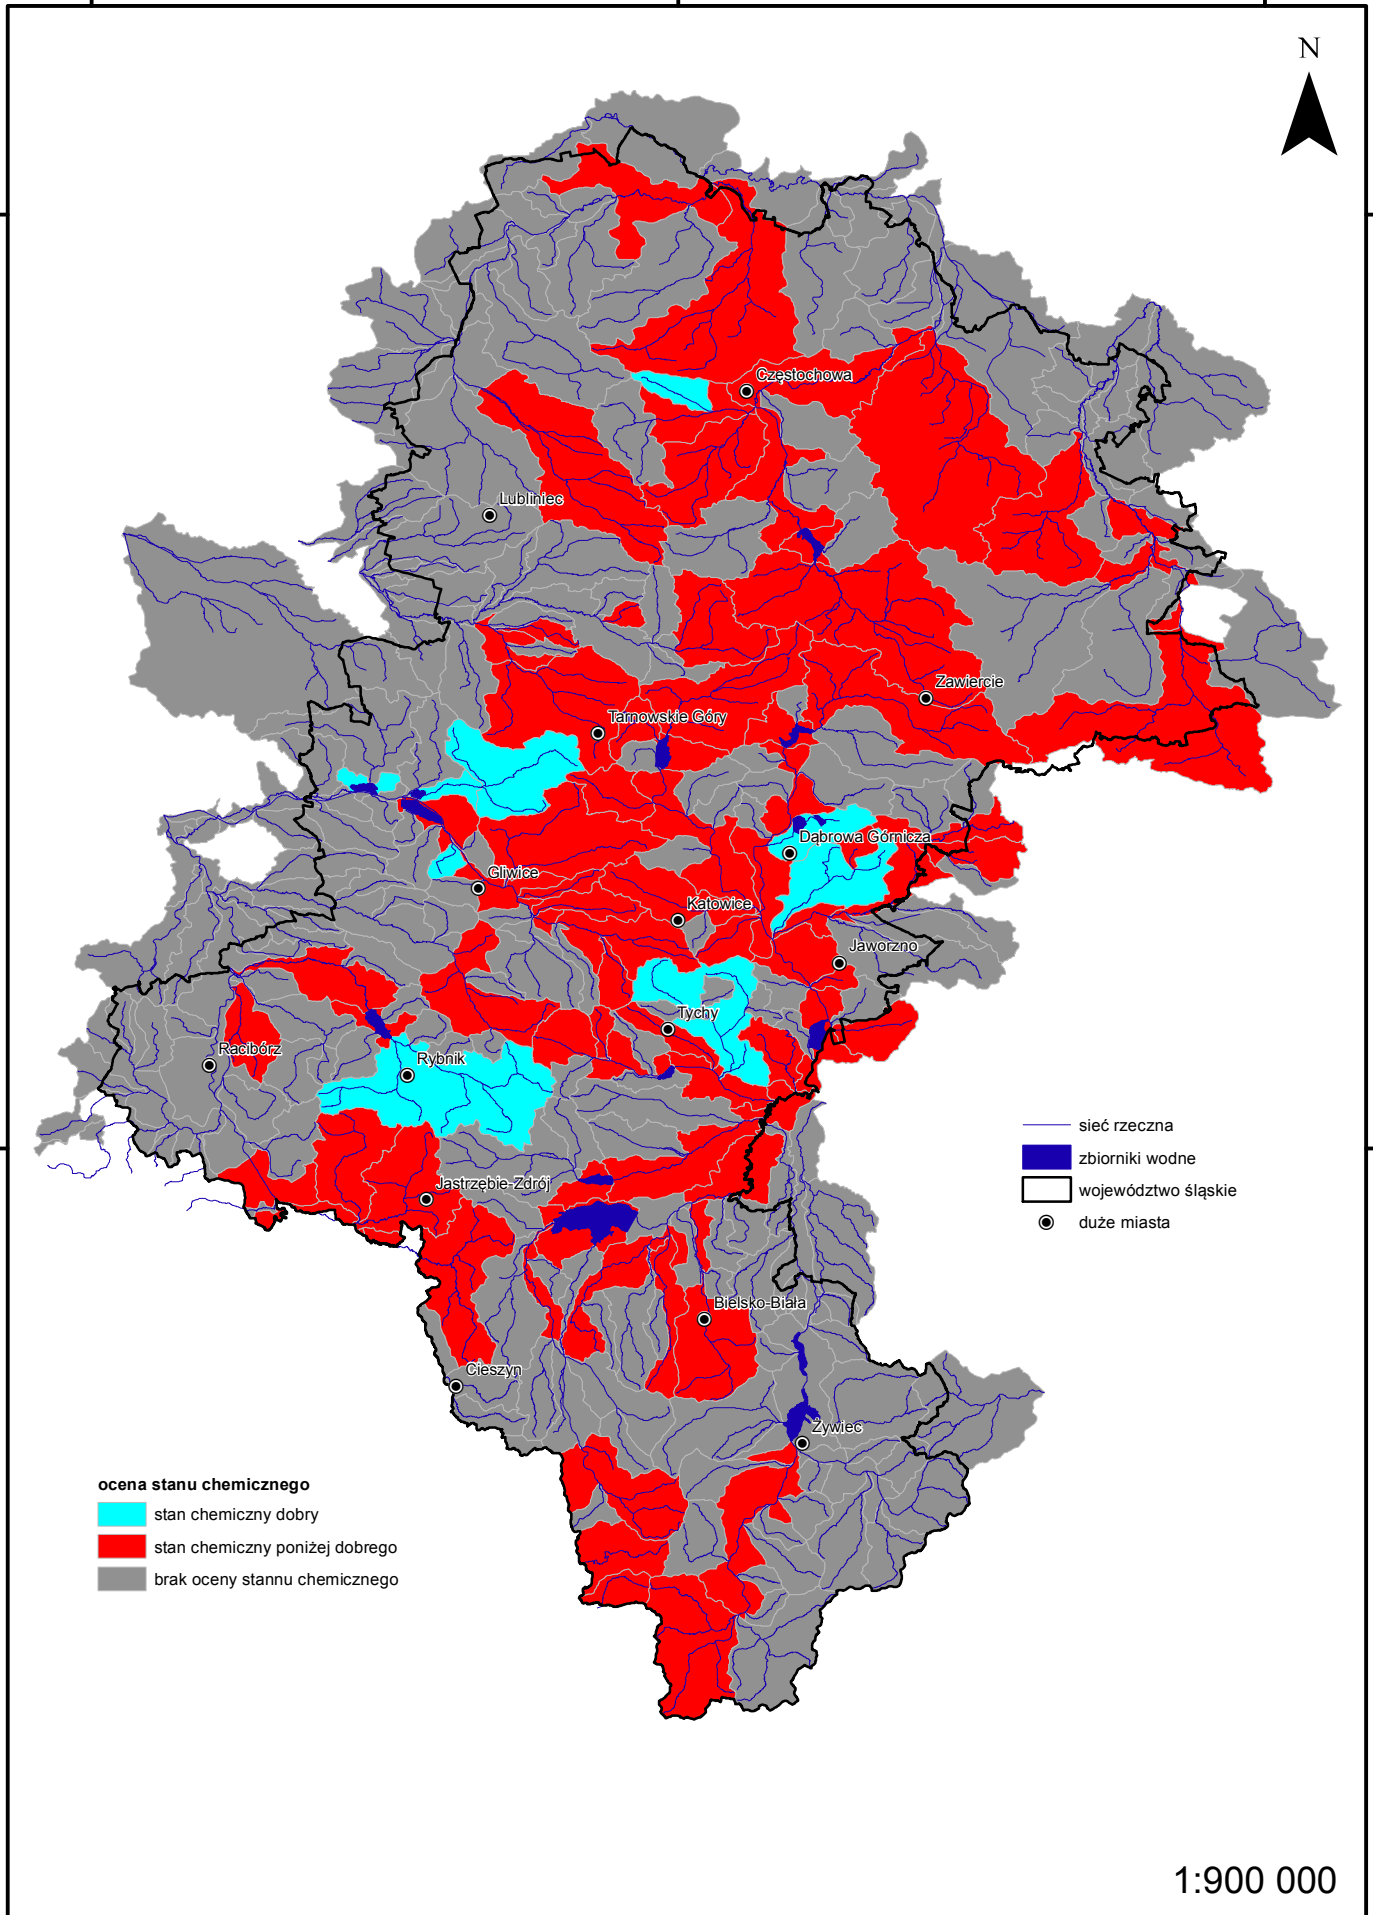 N
Częstochowa
Lubliniec
Zawiercie
Tarnowskie Góry
Dąbrowa Górnicza
Gliwice
Katowice
Jaworzno
Tychy
Racibórz
Rybnik
sieć rzeczna
zbiorniki wodne
województwo śląskie
duże miasta
Jastrzębie-Zdrój
Bielsko-Biała
Cieszyn
Żywiec
ocena stanu chemicznego
stan chemiczny dobry
stan chemiczny poniżej dobrego
brak oceny stannu chemicznego
1:900 000